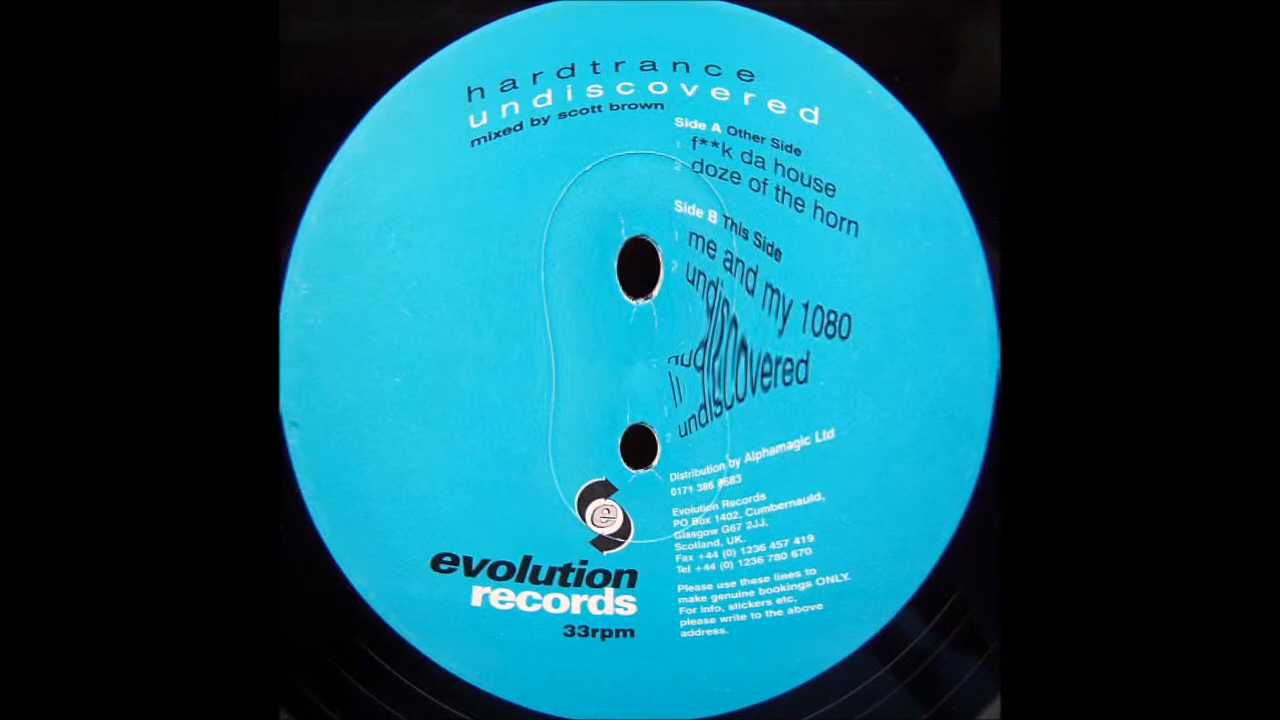 hardtrance
undiscovered
mixed by scott brown
Side A Other Side
1 f**k da house
2 doze of the horn
Side B This Side
1 me and my 1080
2 undiscovered
2 undiscovered
Distribution by Alphamagic Ltd
0171 386 8683
Evolution Records
PO Box 1402, Cumbernauld,
Glasgow G67 2JJ,
Scotland, UK.
Fax +44 (0) 1236 457 419
Tel +44 (0) 1236 780 670
Please use these lines to
make genuine bookings ONLY.
For info, stickers etc,
please write to the above
address.
e
evolution
records
33rpm